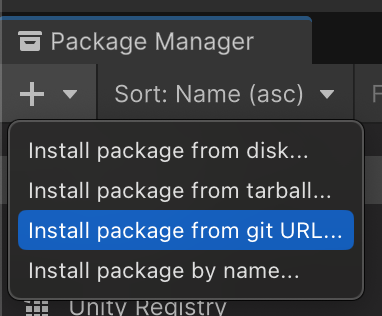 Package Manager
Sort: Name (asc)
Install package from disk...
Install package from tarball...
Install package from git URL...
Install package by name...
Unity Registry